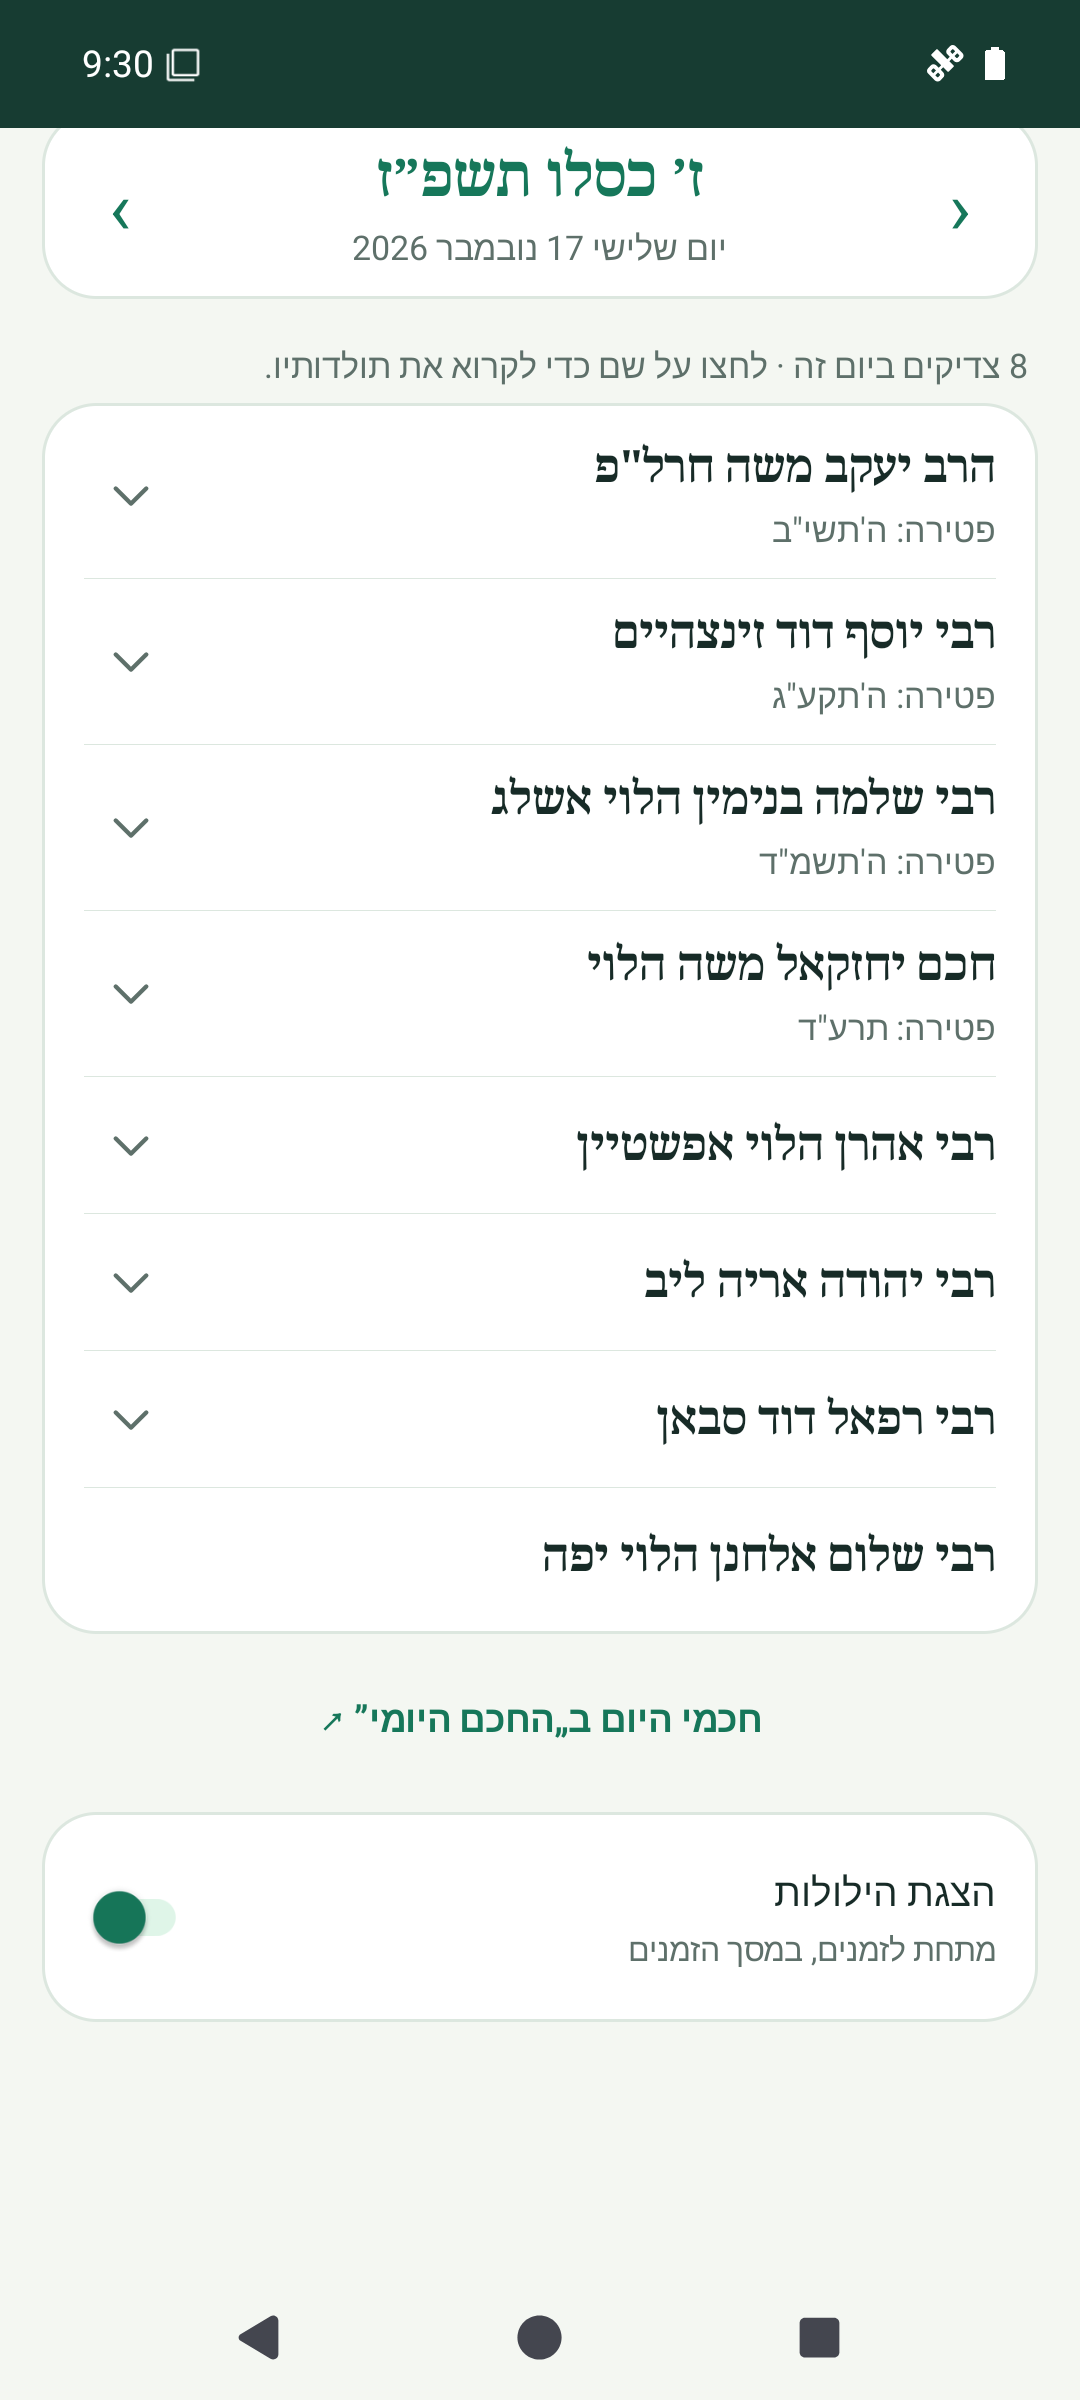 9:30
ז׳ כסלו תשפ״ז
יום שלישי 17 נובמבר 2026
8 צדיקים ביום זה · לחצו על שם כדי לקרוא את תולדותיו.
הרב יעקב משה חרל"פ
פטירה: ה'תשי"ב
רבי יוסף דוד זינצהיים
פטירה: ה'תקע"ג
רבי שלמה בנימין הלוי אשלג
פטירה: ה'תשמ"ד
חכם יחזקאל משה הלוי
פטירה: תרע"ד
רבי אהרן הלוי אפשטיין
רבי יהודה אריה ליב
רבי רפאל דוד סבאן
רבי שלום אלחנן הלוי יפה
חכמי היום ב„החכם היומי” ↗
הצגת הילולות
מתחת לזמנים, במסך הזמנים